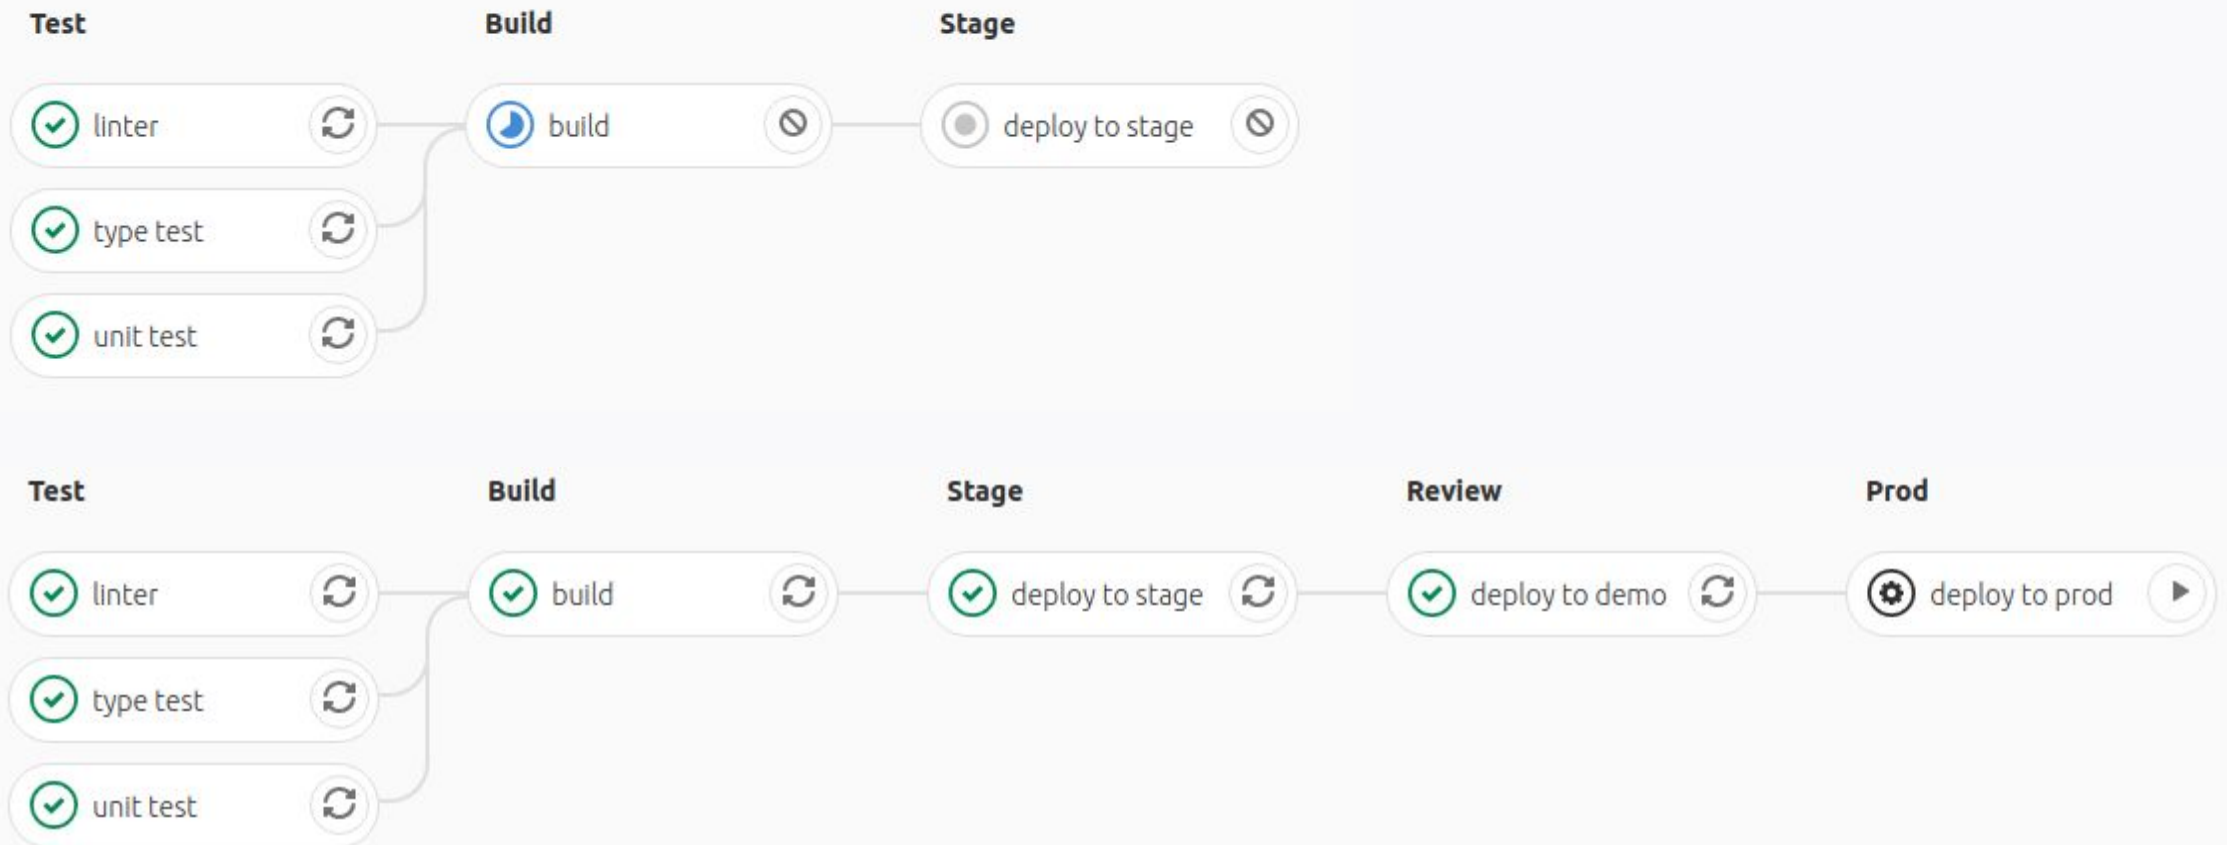 Test Build Stage
linter build deploy to stage
type test
unit test
Test Build Stage Review Prod
linter build deploy to stage deploy to demo deploy to prod
type test
unit test